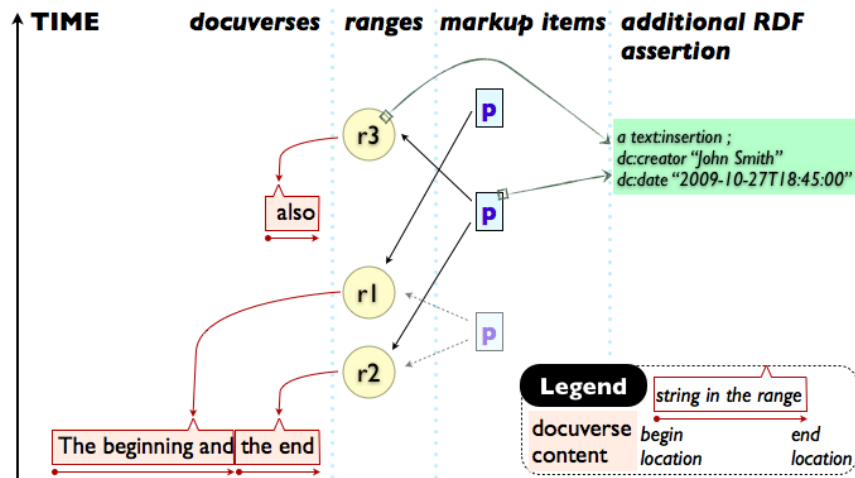 TIME
docuverses
ranges
markup items
additional RDF
assertion
p
r3
a text:insertion ;
dc:creator “John Smith”
dc:date “2009-10-27T18:45:00”
also
p
r1
p
r2
The beginning and
the end
Legend
string in the range
docuverse
content
begin
location
end
location